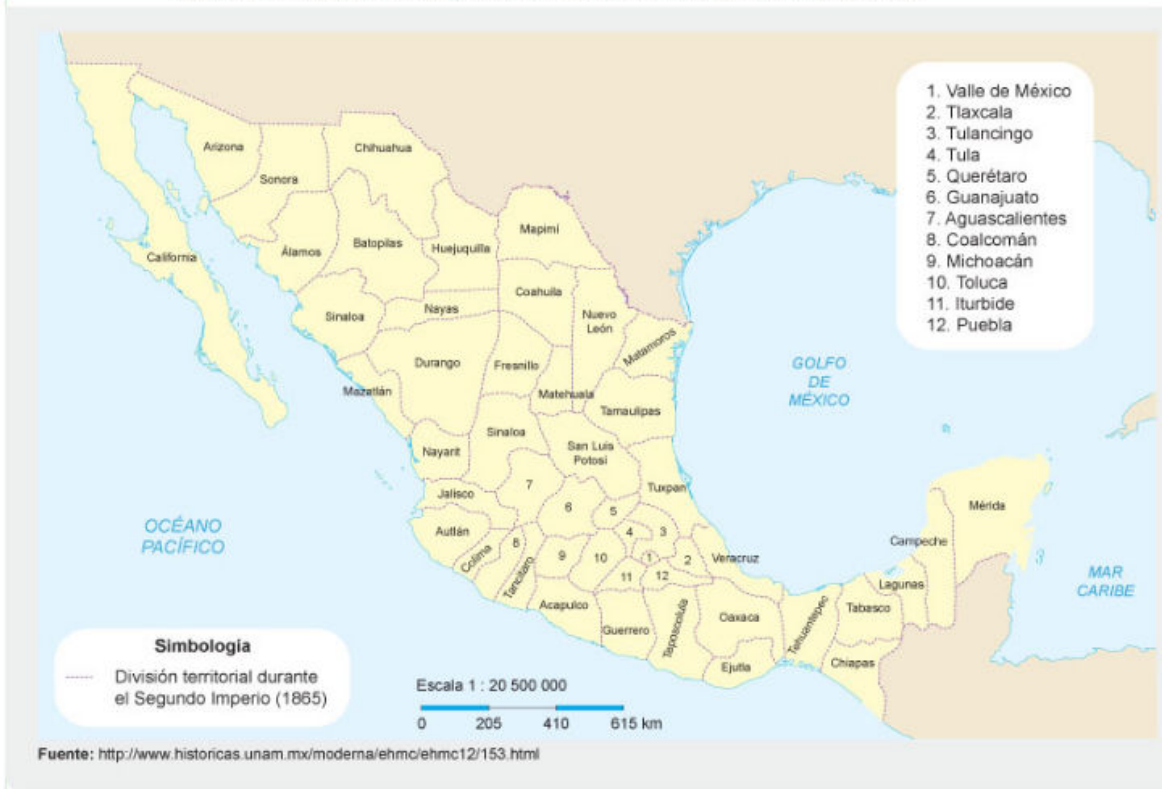 1. Valle de México
2. Tlaxcala
3. Tulancingo
4. Tula
5. Querétaro
6. Guanajuato
7. Aguascalientes
8. Coalcomán
9. Michoacán
10. Toluca
11. Iturbide
12. Puebla
Arizona
Sonora
Chihuahua
California
Álamos
Batopilas
Huejuquilla
Mapimí
Coahuila
Sinaloa
Nayas
Nuevo
León
Matamoros
Durango
Fresnillo
Mazatlán
Matehuala
Tamaulipas
GOLFO
DE
MÉXICO
Nayarit
Sinaloa
San Luis
Potosí
Jalisco
7
6
5
Tuxpan
Autlán
Colima
8
Tancítaro
9
10
4
3
1
2
11
12
Veracruz
Mérida
Campeche
Lagunas
Tabasco
Acapulco
Guerrero
Teposcolula
Oaxaca
Ejutla
Tehuantepec
Chiapas
OCÉANO
PACÍFICO
MAR
CARIBE
Simbología
División territorial durante
el Segundo Imperio (1865)
Escala 1 : 20 500 000
0 205 410 615 km
Fuente: http://www.historicas.unam.mx/moderna/ehmc/ehmc12/153.html